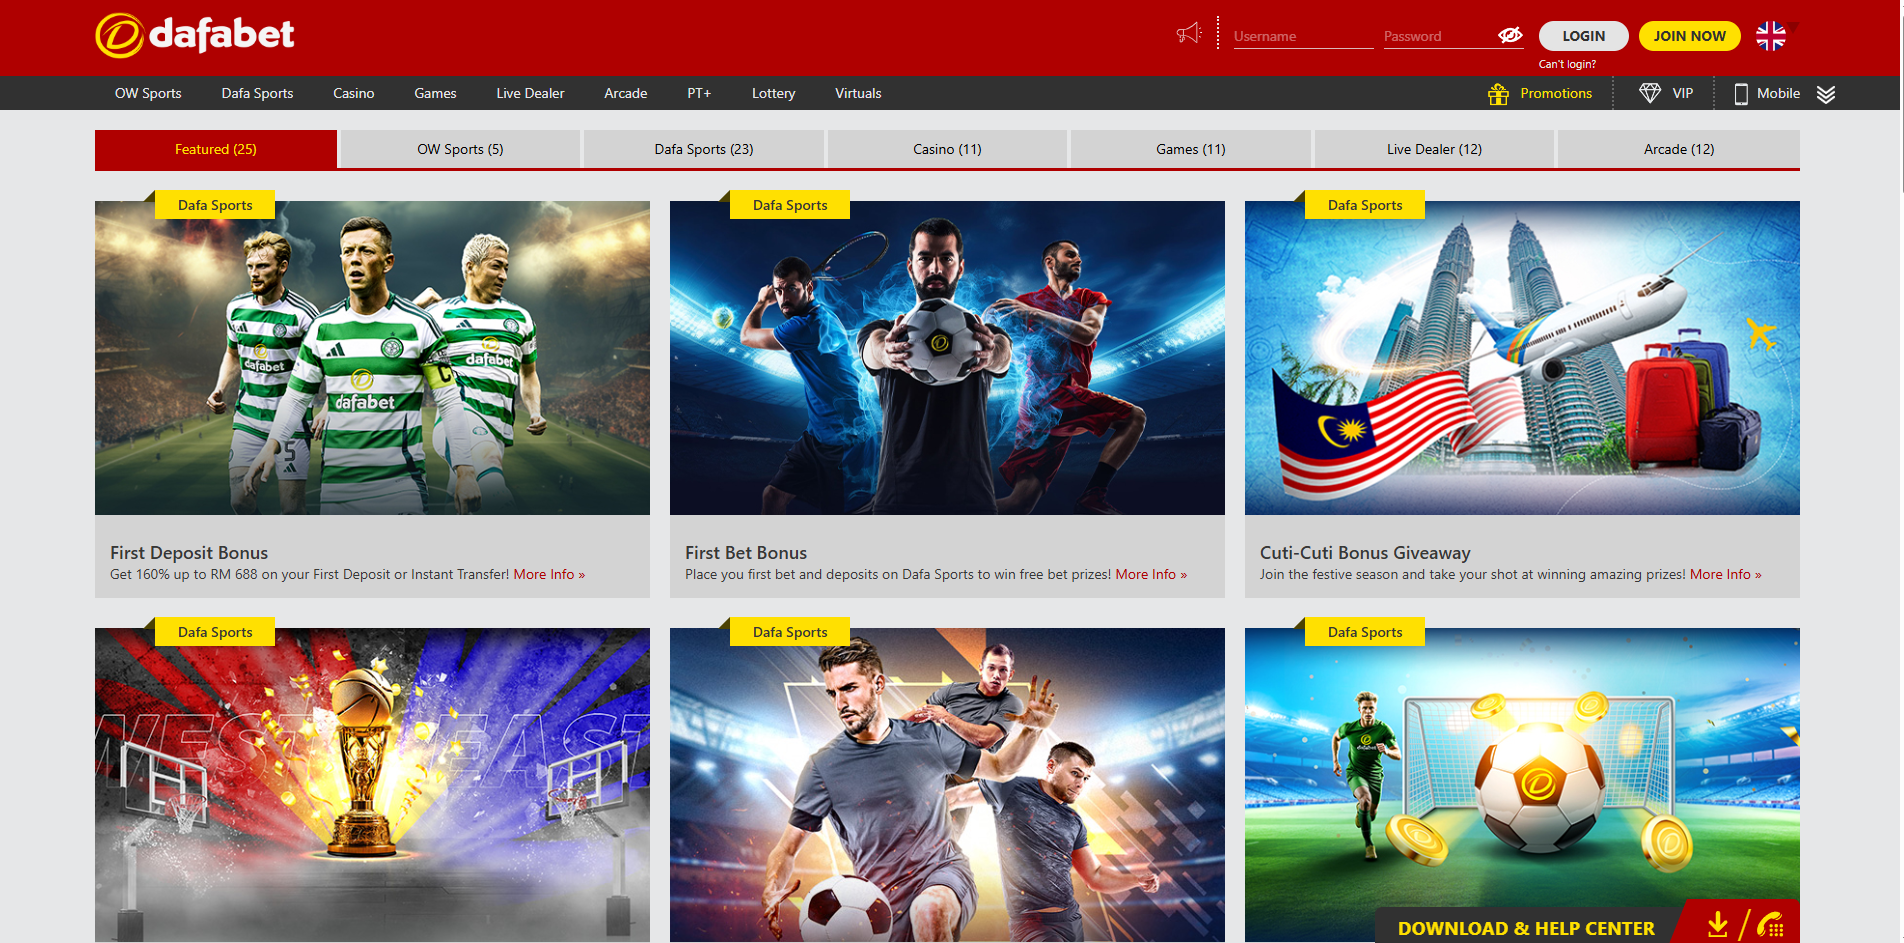 dafabet
Username
Password
LOGIN
JOIN NOW
Can't login?
OW Sports
Dafa Sports
Casino
Games
Live Dealer
Arcade
PT+
Lottery
Virtuals
Promotions
VIP
Mobile
Featured (25)
OW Sports (5)
Dafa Sports (23)
Casino (11)
Games (11)
Live Dealer (12)
Arcade (12)
Dafa Sports
dafabet
dafabet
dafabet
C
5
First Deposit Bonus
Get 160% up to RM 688 on your First Deposit or Instant Transfer! More Info »
Dafa Sports
First Bet Bonus
Place you first bet and deposits on Dafa Sports to win free bet prizes! More Info »
Dafa Sports
Cuti-Cuti Bonus Giveaway
Join the festive season and take your shot at winning amazing prizes! More Info »
Dafa Sports
WEST EAST
Dafa Sports
Dafa Sports
dafabet
DOWNLOAD & HELP CENTER